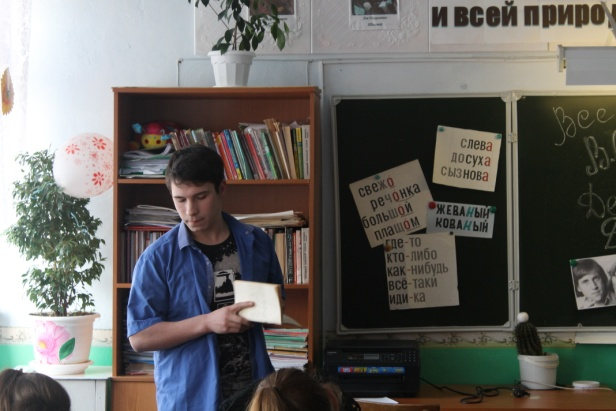 И ВСЕЙ ПРИРО
СЛЕВА
ДОСУХА
СЫЗНОВА
СВЕЖО
РЕЧОНКА
БОЛЬШОЙ
ПЛАЩОМ
ЖЕВАНЫЙ
КОВАНЫЙ
ГДЕ-ТО
КТО-ЛИБО
КАК-НИБУДЬ
ВСЁ-ТАКИ
ИДИ-КА
Все